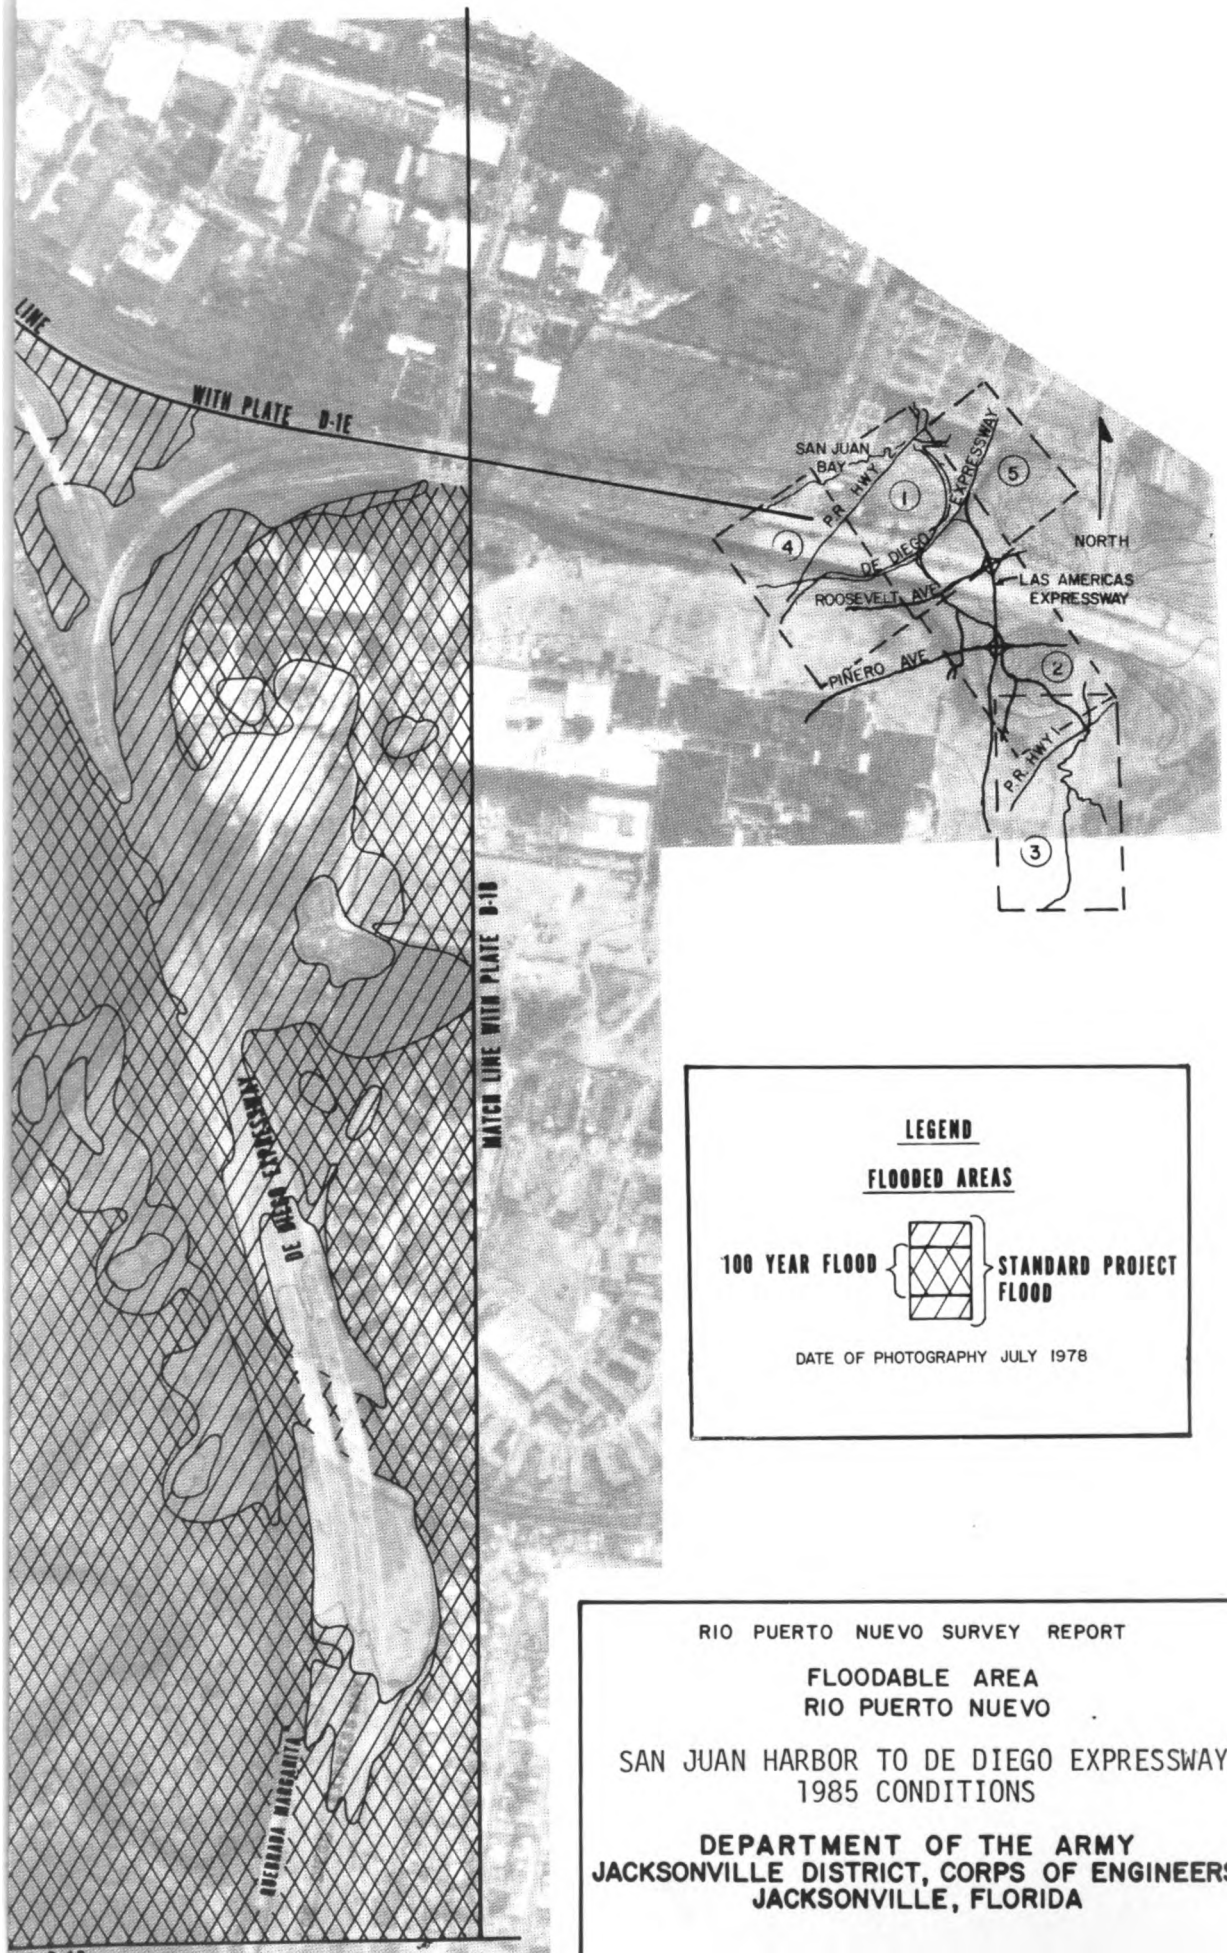 LINE
WITH PLATE D-1E
SAN JUAN
BAY
P.R. HWY
1
EXPRESSWAY
5
4
DE DIEGO
NORTH
ROOSEVELT AVE
LAS AMERICAS
EXPRESSWAY
PIÑERO AVE
2
P.R. HWY 1
3
MATCH LINE WITH PLATE D-1B
DE DIEGO EXPRESSWAY
QUEBRADA MARGARITA
LEGEND
FLOODED AREAS
100 YEAR FLOOD
STANDARD PROJECT
FLOOD
DATE OF PHOTOGRAPHY JULY 1978
RIO PUERTO NUEVO SURVEY REPORT
FLOODABLE AREA
RIO PUERTO NUEVO
SAN JUAN HARBOR TO DE DIEGO EXPRESSWAY
1985 CONDITIONS
DEPARTMENT OF THE ARMY
JACKSONVILLE DISTRICT, CORPS OF ENGINEERS
JACKSONVILLE, FLORIDA